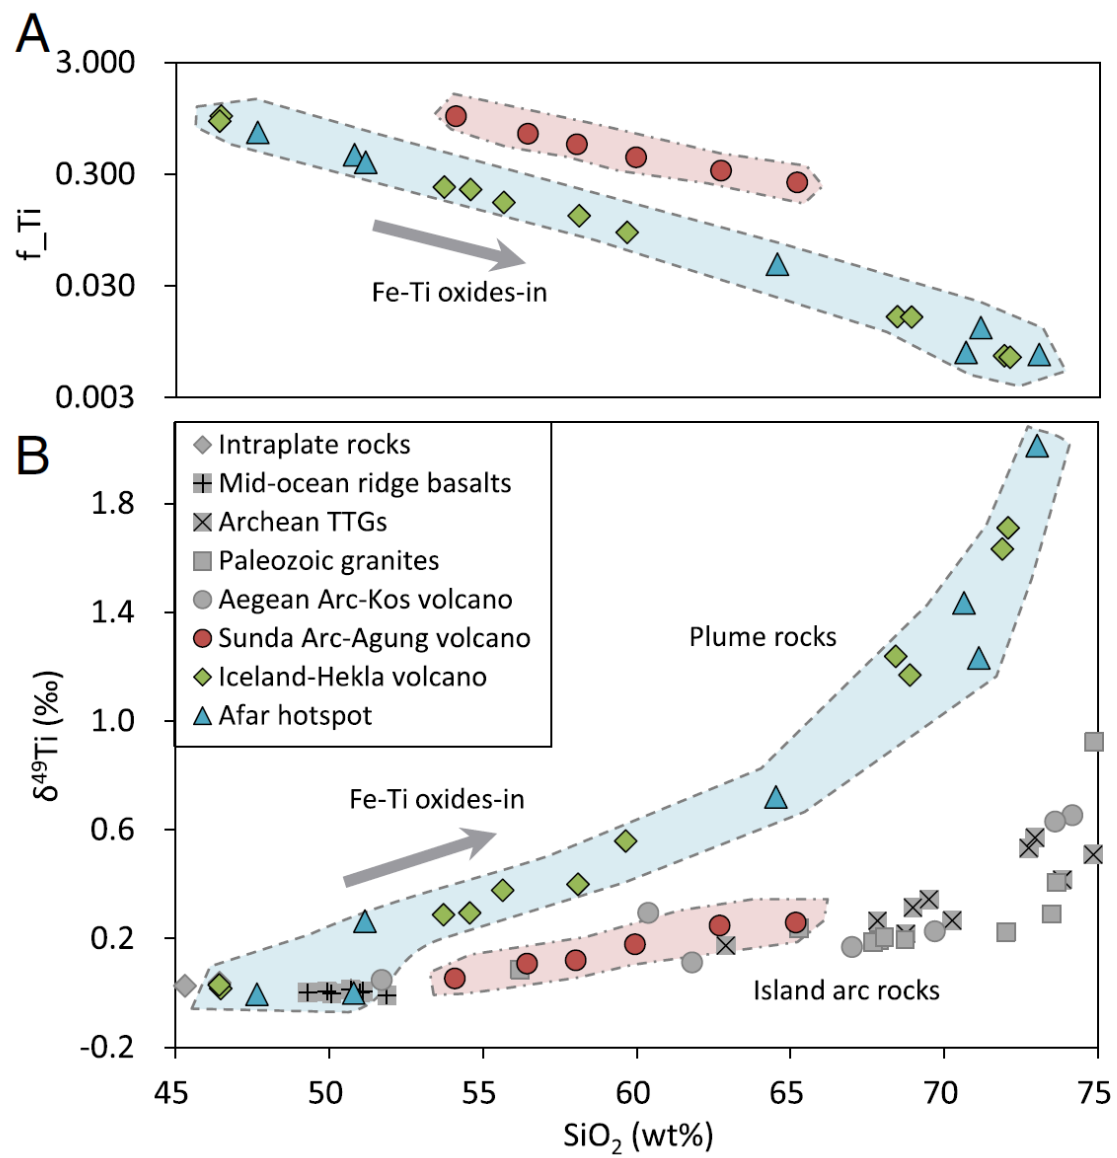 A
3.000
0.300
0.030
0.003
f_Ti
Fe-Ti oxides-in
B
1.8
1.4
1.0
0.6
0.2
-0.2
δ⁴⁹Ti (‰)
Intraplate rocks
Mid-ocean ridge basalts
Archean TTGs
Paleozoic granites
Aegean Arc-Kos volcano
Sunda Arc-Agung volcano
Iceland-Hekla volcano
Afar hotspot
Plume rocks
Fe-Ti oxides-in
Island arc rocks
45 50 55 60 65 70 75
SiO₂ (wt%)